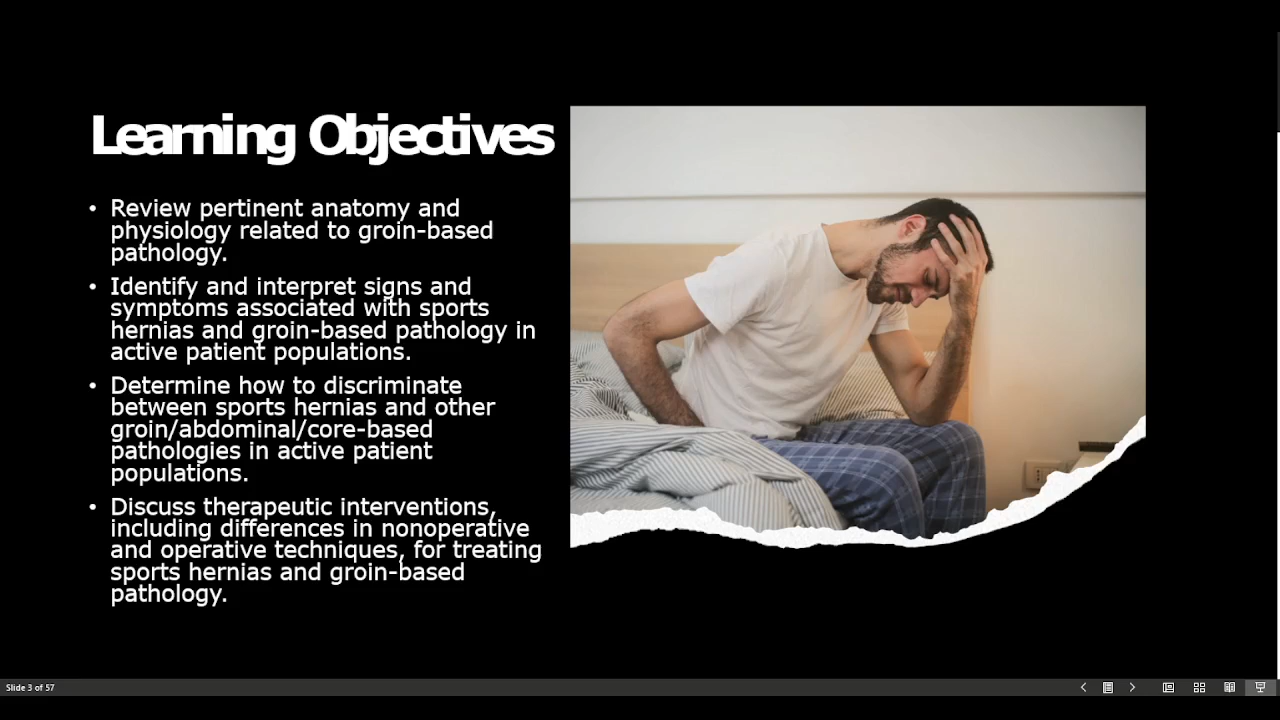 Learning Objectives
• Review pertinent anatomy and
physiology related to groin-based
pathology.
• Identify and interpret signs and
symptoms associated with sports
hernias and groin-based pathology in
active patient populations.
• Determine how to discriminate
between sports hernias and other
groin/abdominal/core-based
pathologies in active patient
populations.
• Discuss therapeutic interventions,
including differences in nonoperative
and operative techniques, for treating
sports hernias and groin-based
pathology.
Slide 3 of 57